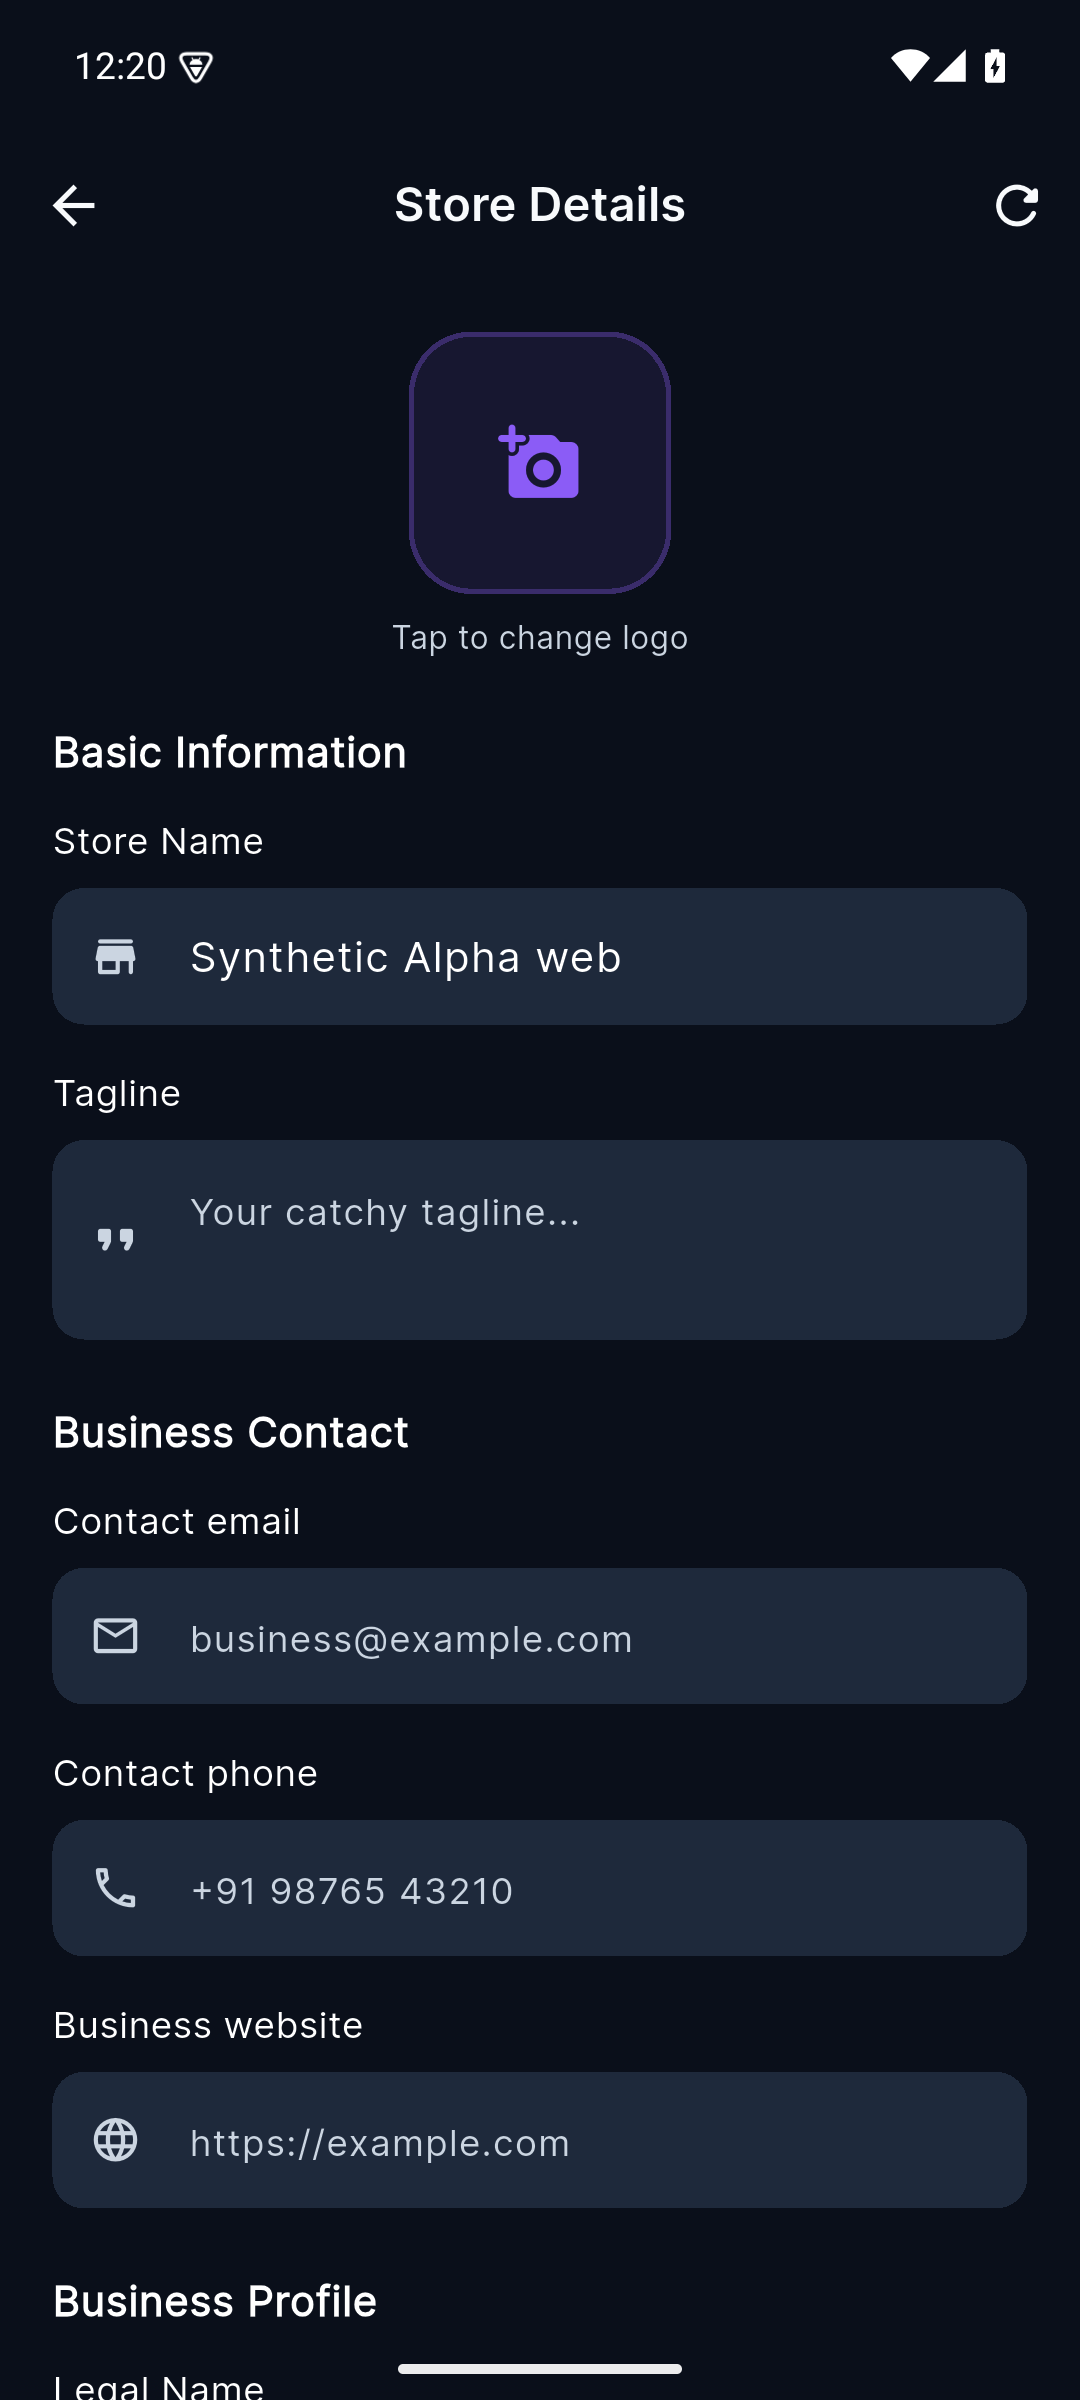 12:20
Store Details
Tap to change logo
Basic Information
Store Name
Synthetic Alpha web
Tagline
Your catchy tagline...
Business Contact
Contact email
business@example.com
Contact phone
+91 98765 43210
Business website
https://example.com
Business Profile
Legal Name